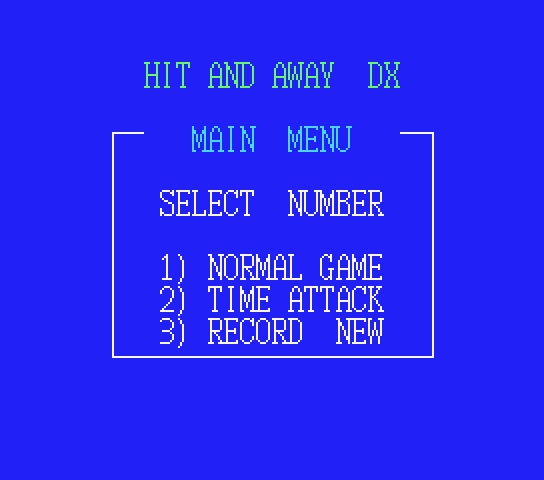 HIT AND AWAY  DX
MAIN  MENU
SELECT  NUMBER
1) NORMAL GAME
2) TIME ATTACK
3) RECORD  NEW